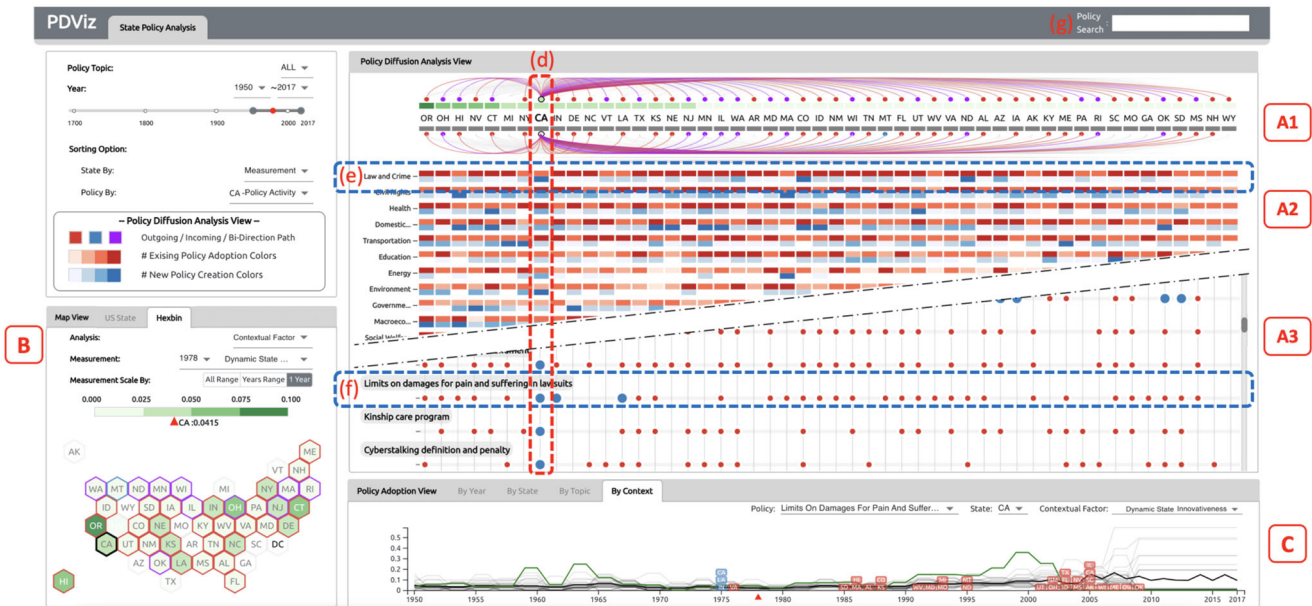 PDViz State Policy Analysis
(g) Policy Search :
Policy Topic: ALL
Year: 1950 ~2017
1700 1800 1900 2000 2017
Sorting Option:
State By: Measurement
Policy By: CA -Policy Activity
-- Policy Diffusion Analysis View --
Outgoing / Incoming / Bi-Direction Path
# Exising Policy Adoption Colors
# New Policy Creation Colors
Policy Diffusion Analysis View
(d)
OR OH HI NV CT MI NY CA IN DE NC VT LA TX KS NE NJ MN IL WA AR MD MA CO ID NM WI TN MT FL UT WV VA ND AL AZ IA AK KY ME PA RI SC MO GA OK SD MS NH WY
A1
(e) Law and Crime
Health
A2
Domestic...
Transportation
Education
Energy
Environment
Governme...
Macroeco...
A3
(f) Limits on damages for pain and suffering in lawsuits
Kinship care program
Cyberstalking definition and penalty
B
Map View US State Hexbin
Analysis: Contextual Factor
Measurement: 1978 Dynamic State ...
Measurement Scale By: All Range Years Range 1 Year
0.000 0.025 0.050 0.075 0.100
CA :0.0415
AK ME
VT NH
WA MT ND MN WI MI NY MA RI
ID WY SD IA IL IN OH PA NJ CT
OR CO NE MO KY WV VA MD DE
CA UT NM KS AR TN NC SC DC
AZ OK LA MS AL GA
HI TX FL
Policy Adoption View By Year By State By Topic By Context
Policy: Limits On Damages For Pain And Suffer... State: CA Contextual Factor: Dynamic State Innovativeness
C
0.5
0.4
0.3
0.2
0.1
0
1950 1955 1960 1965 1970 1975 1980 1985 1990 1995 2000 2005 2010 2015 2017